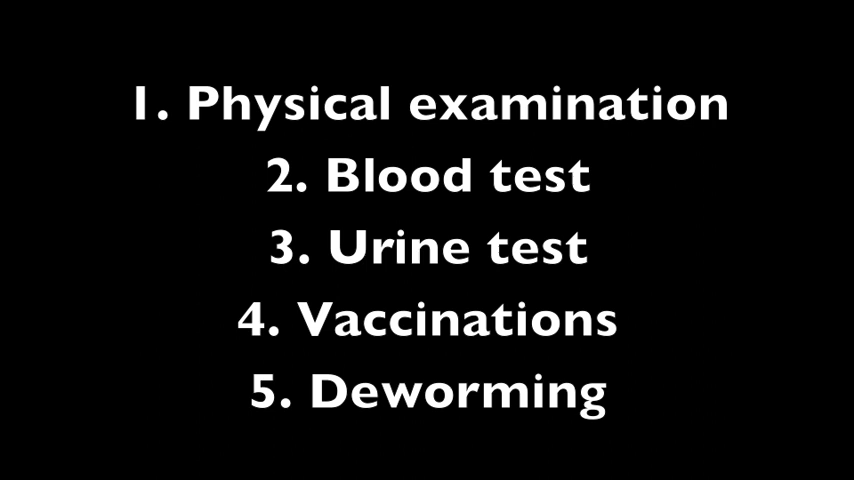 1. Physical examination
2. Blood test
3. Urine test
4. Vaccinations
5. Deworming